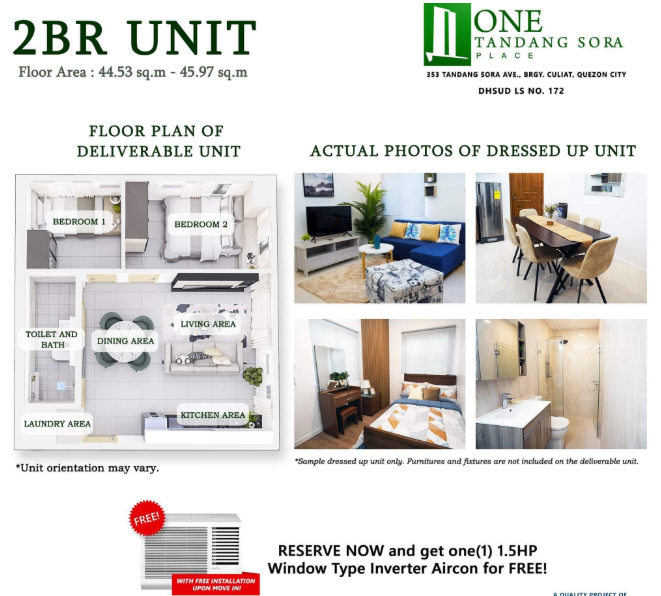 2BR UNIT
Floor Area : 44.53 sq.m - 45.97 sq.m
ONE
TANDANG SORA
PLACE
353 TANDANG SORA AVE., BRGY. CULIAT, QUEZON CITY
DHSUD LS NO. 172
FLOOR PLAN OF
DELIVERABLE UNIT
BEDROOM 1
BEDROOM 2
LIVING AREA
TOILET AND
BATH
DINING AREA
KITCHEN AREA
LAUNDRY AREA
*Unit orientation may vary.
ACTUAL PHOTOS OF DRESSED UP UNIT
*Sample dressed up unit only. Furnitures and fixtures are not included on the deliverable unit.
FREE!
WITH FREE INSTALLATION
UPON MOVE IN!
RESERVE NOW and get one(1) 1.5HP
Window Type Inverter Aircon for FREE!
A QUALITY PROJECT OF